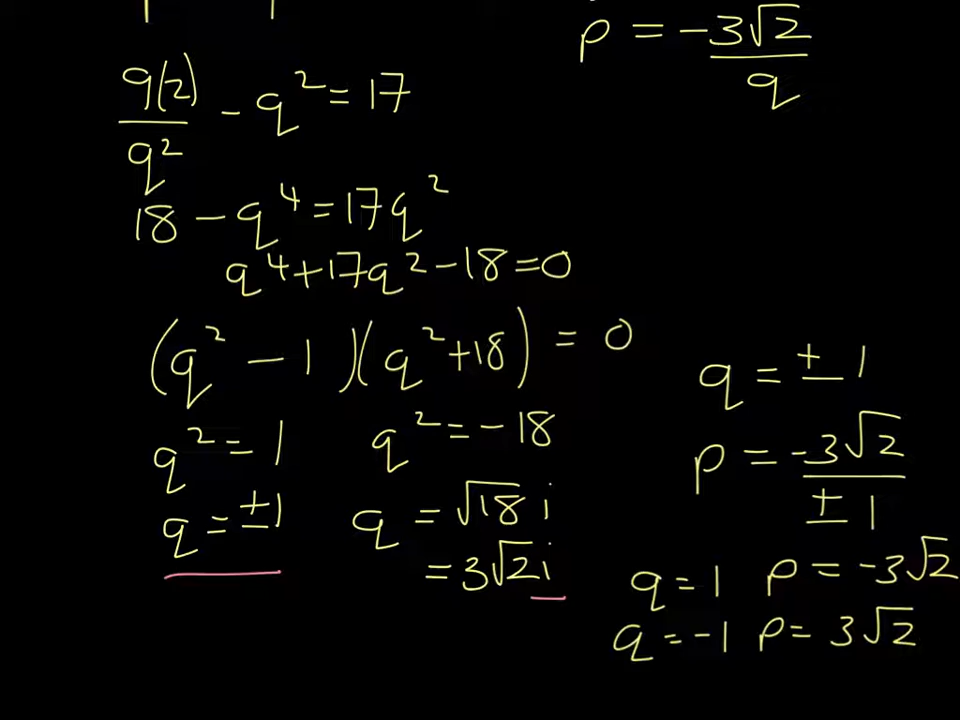 p = -3√2/q
9(2)/q² - q² = 17
18 - q⁴ = 17q²
q⁴ + 17q² - 18 = 0
(q² - 1)(q² + 18) = 0
q² = 1
q = ±1
q² = -18
q = √18 i
= 3√2 i
q = ±1
p = -3√2/±1
q = 1 p = -3√2
q = -1 p = 3√2